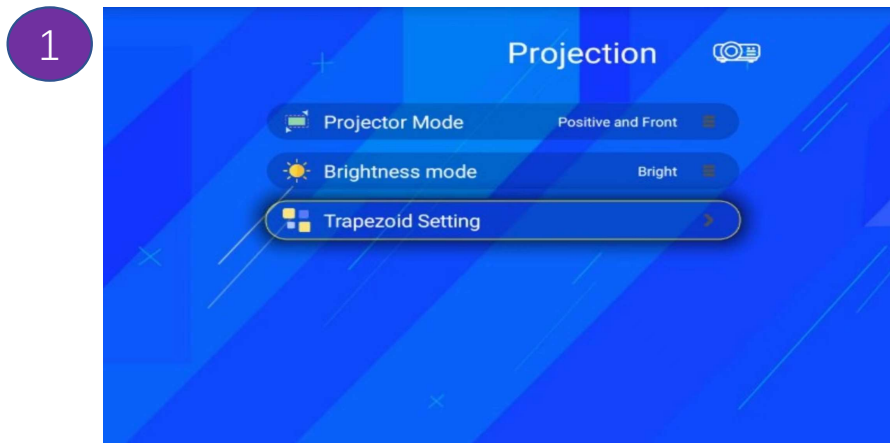 1
Projection
Projector Mode Positive and Front
Brightness mode Bright
Trapezoid Setting